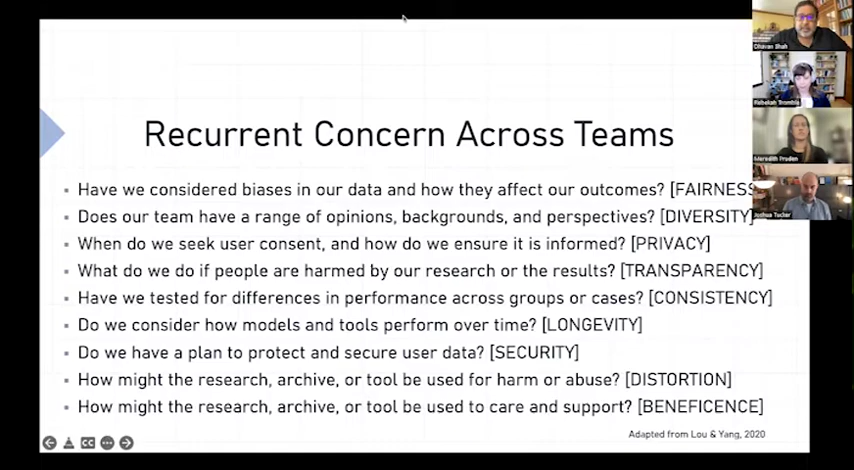 Recurrent Concern Across Teams
Have we considered biases in our data and how they affect our outcomes? [FAIRNESS
Does our team have a range of opinions, backgrounds, and perspectives? [DIVERSITY]
When do we seek user consent, and how do we ensure it is informed? [PRIVACY]
What do we do if people are harmed by our research or the results? [TRANSPARENCY]
Have we tested for differences in performance across groups or cases? [CONSISTENCY]
Do we consider how models and tools perform over time? [LONGEVITY]
Do we have a plan to protect and secure user data? [SECURITY]
How might the research, archive, or tool be used for harm or abuse? [DISTORTION]
How might the research, archive, or tool be used to care and support? [BENEFICENCE]
Adapted from Lou & Yang, 2020
CC
Dhavan Shah
Rebekah Tromble
Meredith Pruden
Joshua Tucker